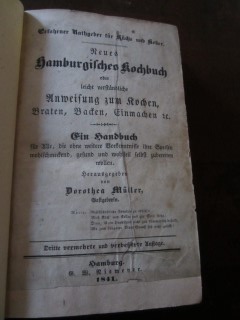 Erfahrner Rathgeber für Küche und Keller.
Neues
Hamburgisches Kochbuch
oder
leicht verständliche
Anweisung zum Kochen,
Braten, Backen, Einmachen ꝛc.
Ein Handbuch
für Alle, die ohne weitere Vorkenntnisse ihre Speisen
wohlschmeckend, gesund und wohlfeil selbst zubereiten
wollen.
Herausgegeben
von
Dorothea Müller,
Dritte vermehrte und verbesserte Auflage.
Hamburg.
G. W. Niemeyer.
1841.